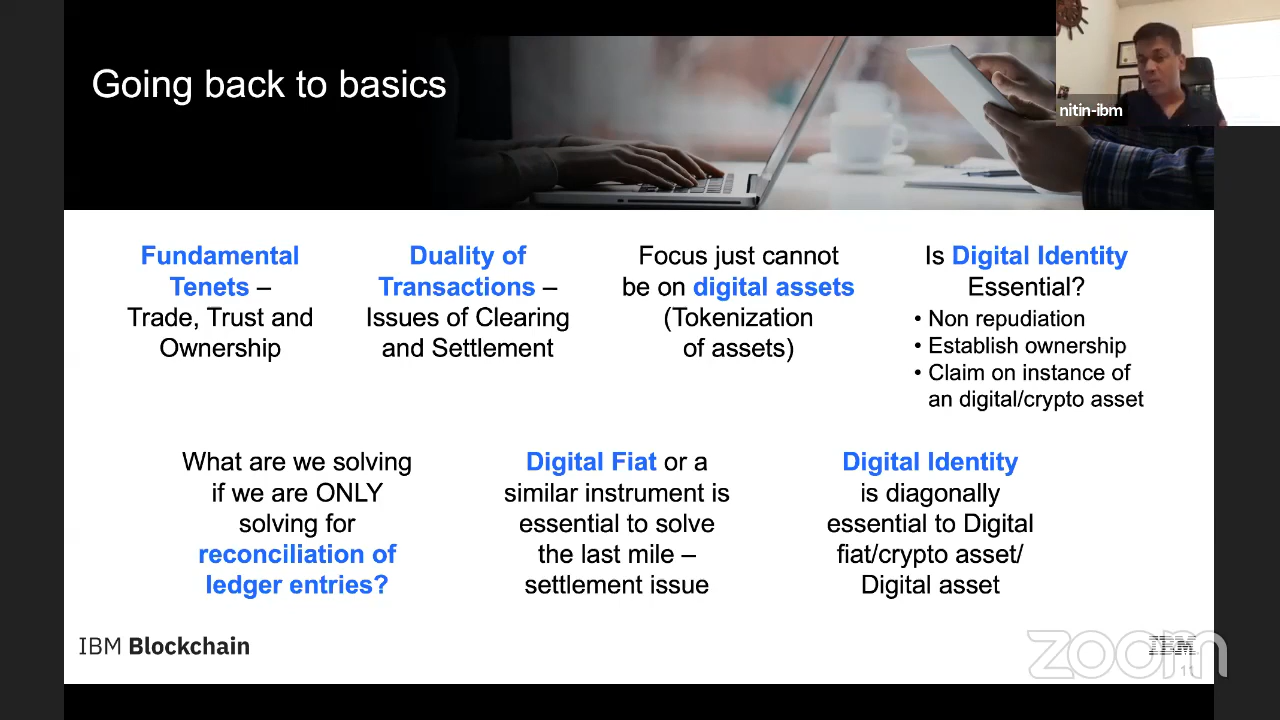 Going back to basics
nitin-ibm
Fundamental
Tenets –
Trade, Trust and
Ownership
Duality of
Transactions –
Issues of Clearing
and Settlement
Focus just cannot
be on digital assets
(Tokenization
of assets)
Is Digital Identity
Essential?
• Non repudiation
• Establish ownership
• Claim on instance of
an digital/crypto asset
What are we solving
if we are ONLY
solving for
reconciliation of
ledger entries?
Digital Fiat or a
similar instrument is
essential to solve
the last mile –
settlement issue
Digital Identity
is diagonally
essential to Digital
fiat/crypto asset/
Digital asset
IBM Blockchain
zoom
IBM
11